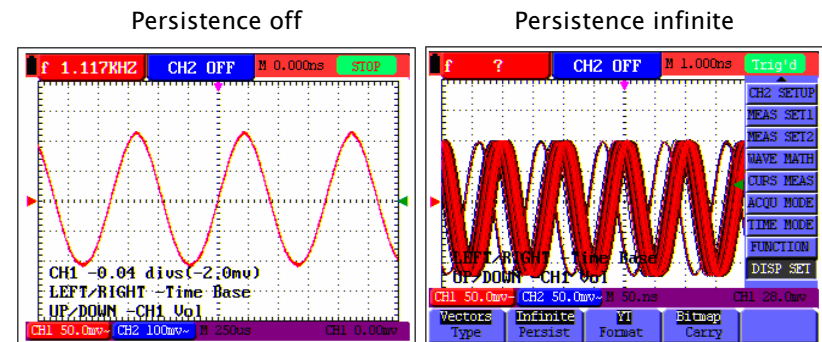 Persistence off
Persistence infinite
f 1.117KHZ CH2 OFF M 0.000ns STOP
CH1 -0.04 divs(-2.0mv)
LEFT/RIGHT -Time Base
UP/DOWN -CH1 Vol
CH1 50.0mv~ CH2 100mv~ M 250us CH1 0.00mv
f ? CH2 OFF M 1.000ns Trig'd
CH2 SETUP
MEAS SET1
MEAS SET2
WAVE MATH
CURS MEAS
ACQU MODE
TIME MODE
FUNCTION
DISP SET
LEFT/RIGHT -Time Base
UP/DOWN -CH1 Vol
CH1 50.0mv~ CH2 50.0mv~ M 50.ns CH1 28.0mv
Vectors Infinite YT Bitmap
Type Persist Format Carry